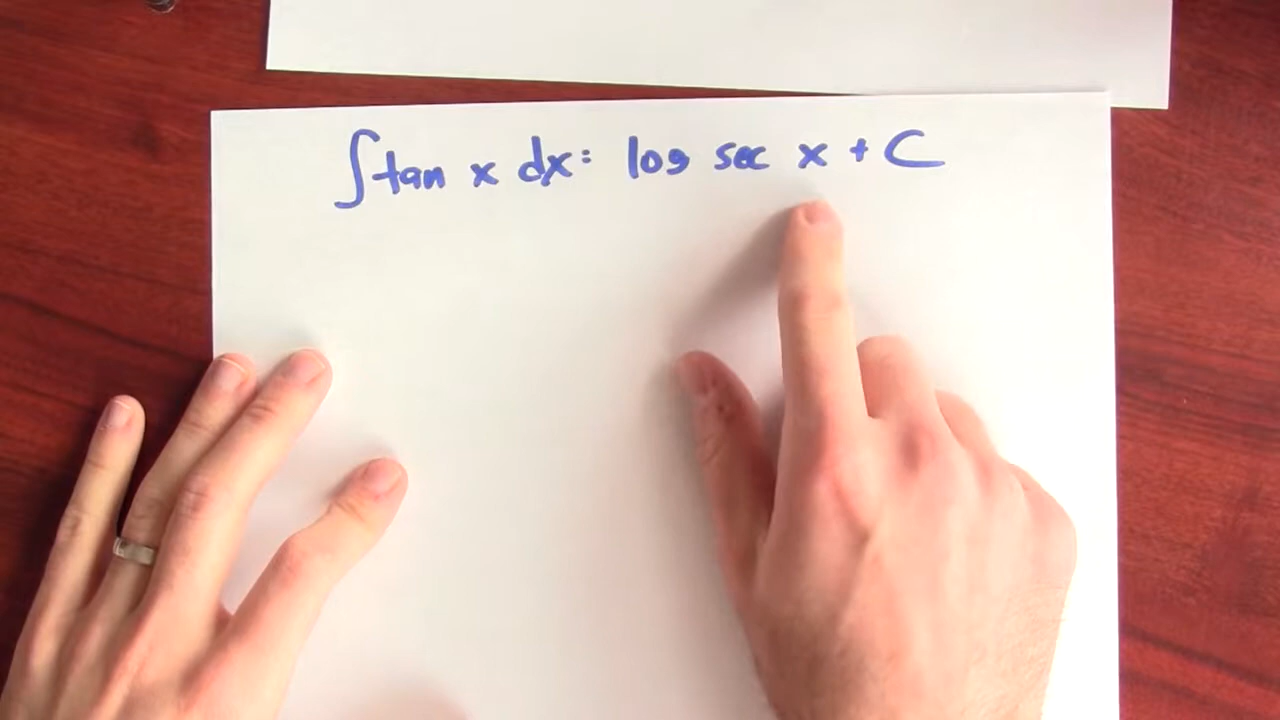 ∫tan x dx = log sec x + C